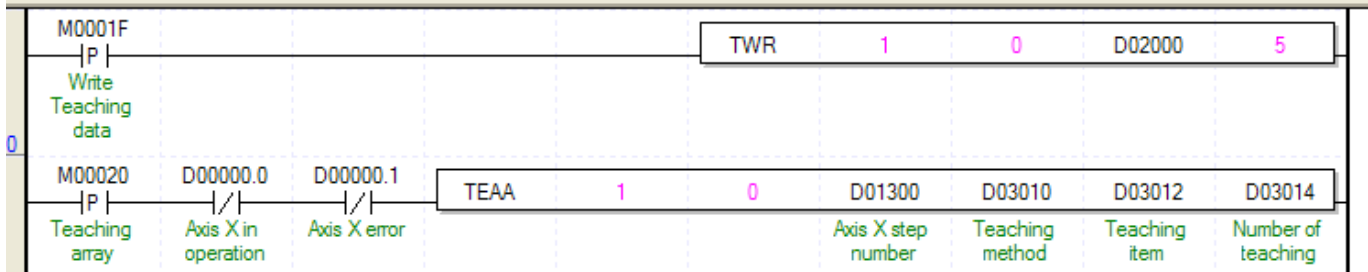 M0001F
P
TWR 1 0 D02000 5
Write
Teaching
data
0
M00020 D00000.0 D00000.1
P / /
TEAA 1 0 D01300 D03010 D03012 D03014
Teaching
array
Axis X in
operation
Axis X error
Axis X step
number
Teaching
method
Teaching
item
Number of
teaching